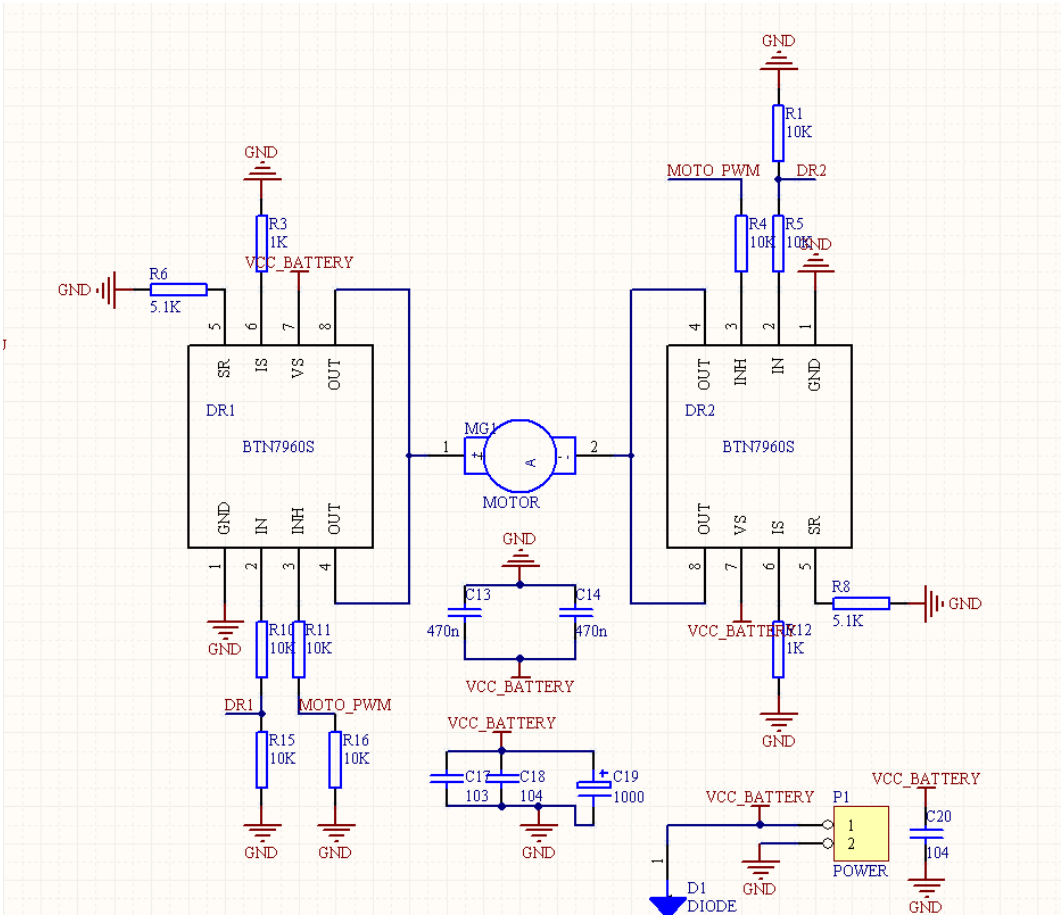 GND
R1
10K
MOTO_PWM
DR2
R4
10K
R5
10K
GND
GND
R3
1K
VCC_BATTERY
R6
GND
5.1K
5
6
7
8
SR
IS
VS
OUT
DR1
BTN7960S
GND
IN
INH
OUT
1
2
3
4
GND
R10
10K
R11
10K
DR1
MOTO_PWM
R15
10K
R16
10K
GND
GND
4
3
2
1
OUT
INH
IN
GND
DR2
BTN7960S
OUT
VS
IS
SR
8
7
6
5
R8
5.1K
GND
VCC_BATTERY
R12
1K
GND
MG1
1
+
A
-
2
MOTOR
GND
C13
470n
C14
470n
VCC_BATTERY
VCC_BATTERY
C17
103
C18
104
+
C19
1000
GND
VCC_BATTERY
P1
1
2
POWER
GND
1
D1
DIODE
VCC_BATTERY
C20
104
GND